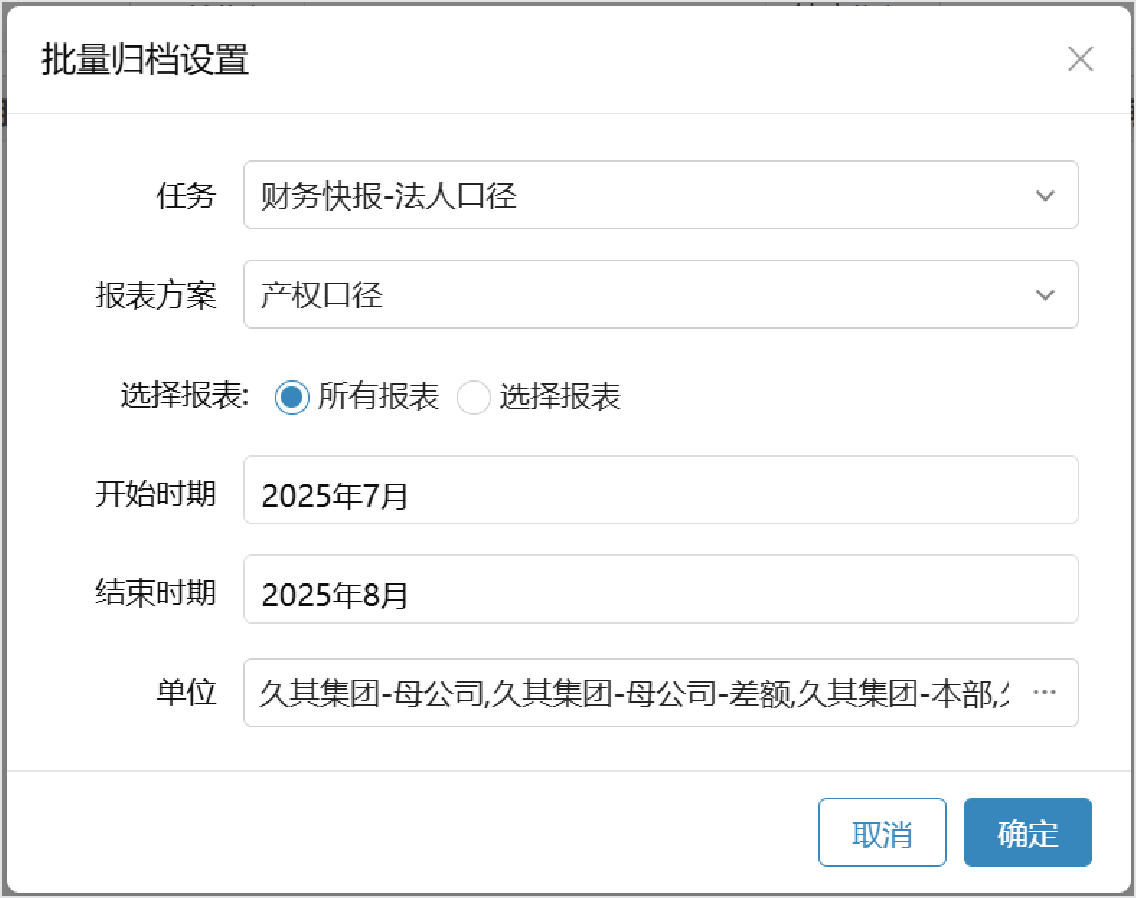 批量归档设置
任务 财务快报-法人口径
报表方案 产权口径
选择报表: 所有报表 选择报表
开始时期 2025年7月
结束时期 2025年8月
单位 久其集团-母公司,久其集团-母公司-差额,久其集团-本部, ···
取消 确定